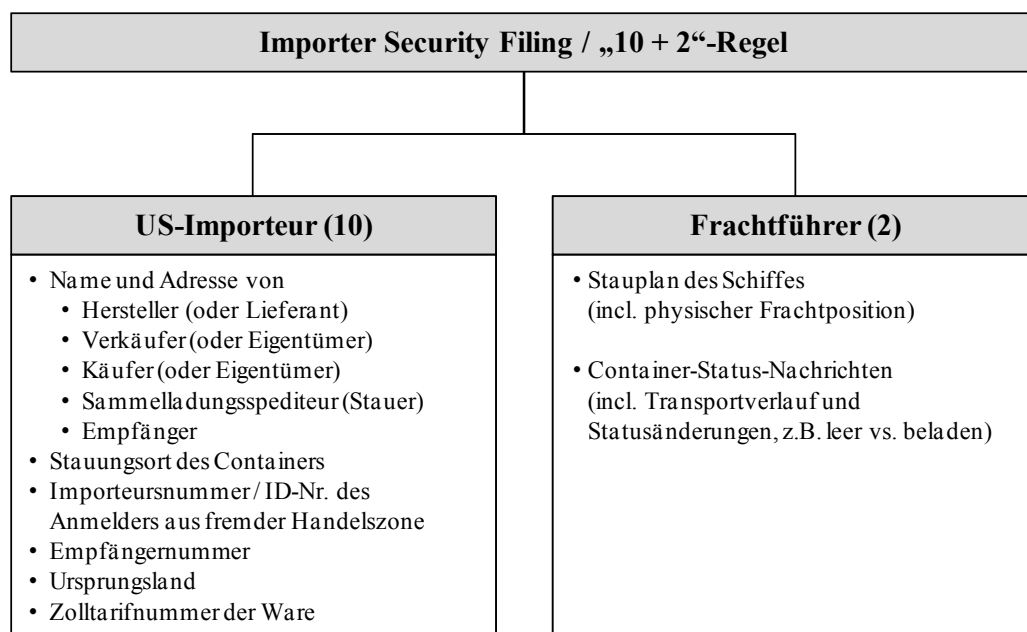 Importer Security Filing / „10 + 2“-Regel
US-Importeur (10)
• Name und Adresse von
• Hersteller (oder Lieferant)
• Verkäufer (oder Eigentümer)
• Käufer (oder Eigentümer)
• Sammelladungsspediteur (Stauer)
• Empfänger
• Stauungsort des Containers
• Importeursnummer / ID-Nr. des
Anmelders aus fremder Handelszone
• Empfängernummer
• Ursprungsland
• Zolltarifnummer der Ware
Frachtführer (2)
• Stauplan des Schiffes
(incl. physischer Frachtposition)
• Container-Status-Nachrichten
(incl. Transportverlauf und
Statusänderungen, z.B. leer vs. beladen)